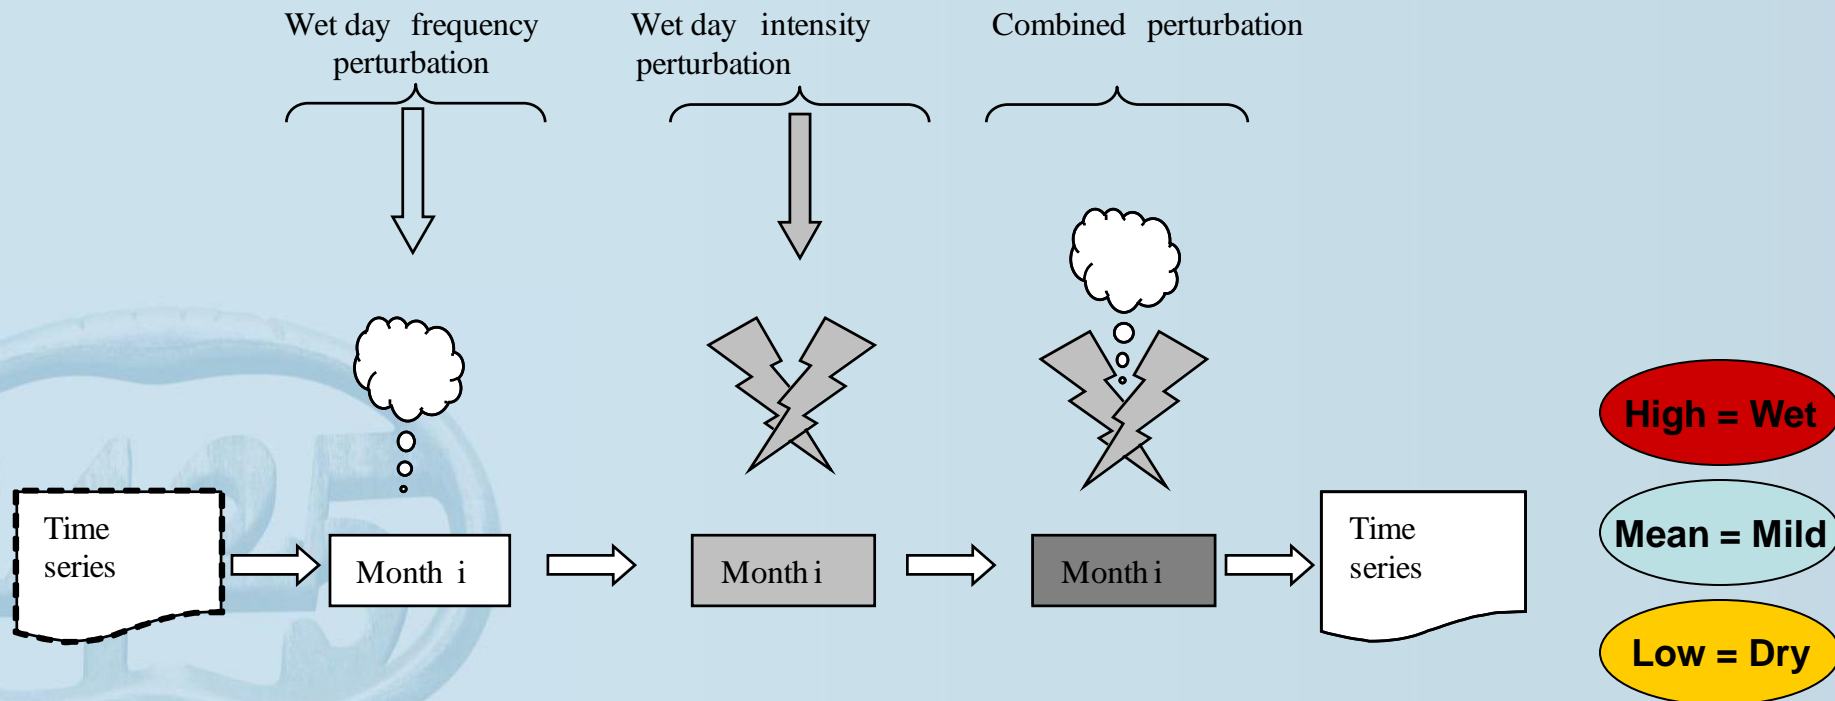 Wet day frequency
perturbation
Wet day intensity
perturbation
Combined perturbation
Time
series
Month i
Month i
Month i
Time
series
High = Wet
Mean = Mild
Low = Dry
125